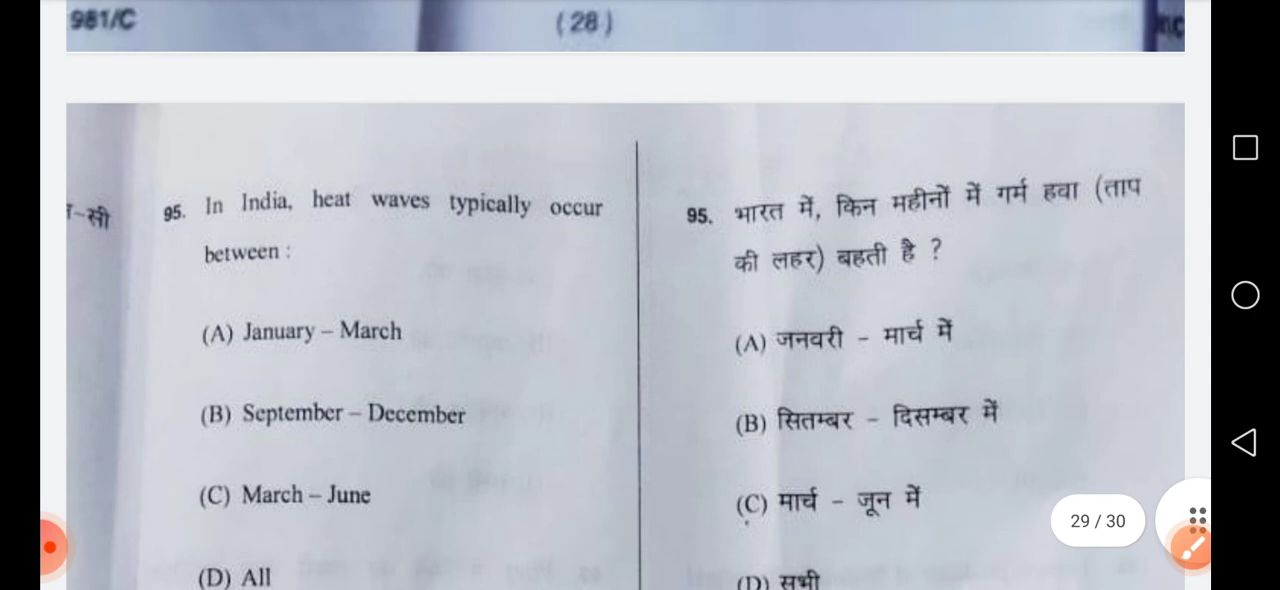 981/C
(28)
-सी
95. In India, heat waves typically occur
between :
(A) January – March
(B) September – December
(C) March – June
(D) All
95. भारत में, किन महीनों में गर्म हवा (ताप
की लहर) बहती है ?
(A) जनवरी - मार्च में
(B) सितम्बर - दिसम्बर में
(C) मार्च - जून में
(D) सभी
29 / 30